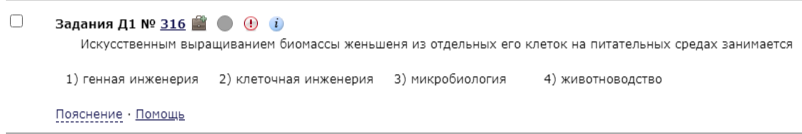 Задания Д1 № 316
Искусственным выращиванием биомассы женьшеня из отдельных его клеток на питательных средах занимается
1) генная инженерия 2) клеточная инженерия 3) микробиология 4) животноводство
Пояснение · Помощь